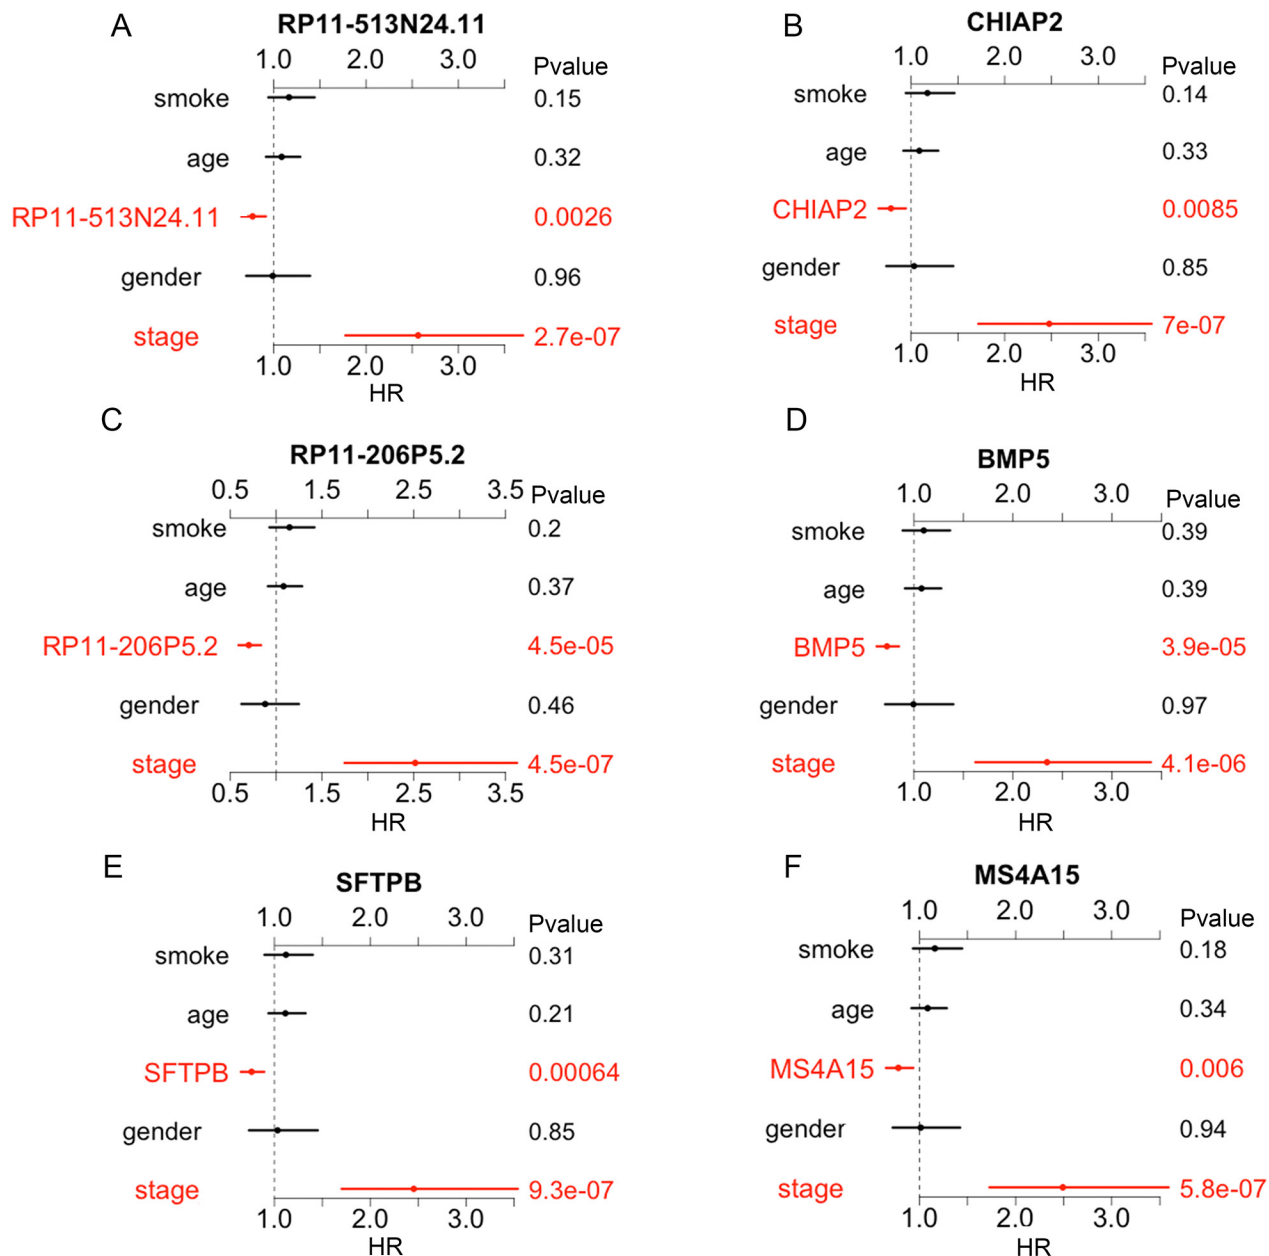 A
RP11-513N24.11
1.0 2.0 3.0
Pvalue
smoke 0.15
age 0.32
RP11-513N24.11 0.0026
gender 0.96
stage 2.7e-07
1.0 2.0 3.0
HR
B
CHIAP2
1.0 2.0 3.0
Pvalue
smoke 0.14
age 0.33
CHIAP2 0.0085
gender 0.85
stage 7e-07
1.0 2.0 3.0
HR
C
RP11-206P5.2
0.5 1.5 2.5 3.5 Pvalue
smoke 0.2
age 0.37
RP11-206P5.2 4.5e-05
gender 0.46
stage 4.5e-07
0.5 1.5 2.5 3.5
HR
D
BMP5
1.0 2.0 3.0 Pvalue
smoke 0.39
age 0.39
BMP5 3.9e-05
gender 0.97
stage 4.1e-06
1.0 2.0 3.0
HR
E
SFTPB
1.0 2.0 3.0 Pvalue
smoke 0.31
age 0.21
SFTPB 0.00064
gender 0.85
stage 9.3e-07
1.0 2.0 3.0
HR
F
MS4A15
1.0 2.0 3.0 Pvalue
smoke 0.18
age 0.34
MS4A15 0.006
gender 0.94
stage 5.8e-07
1.0 2.0 3.0
HR